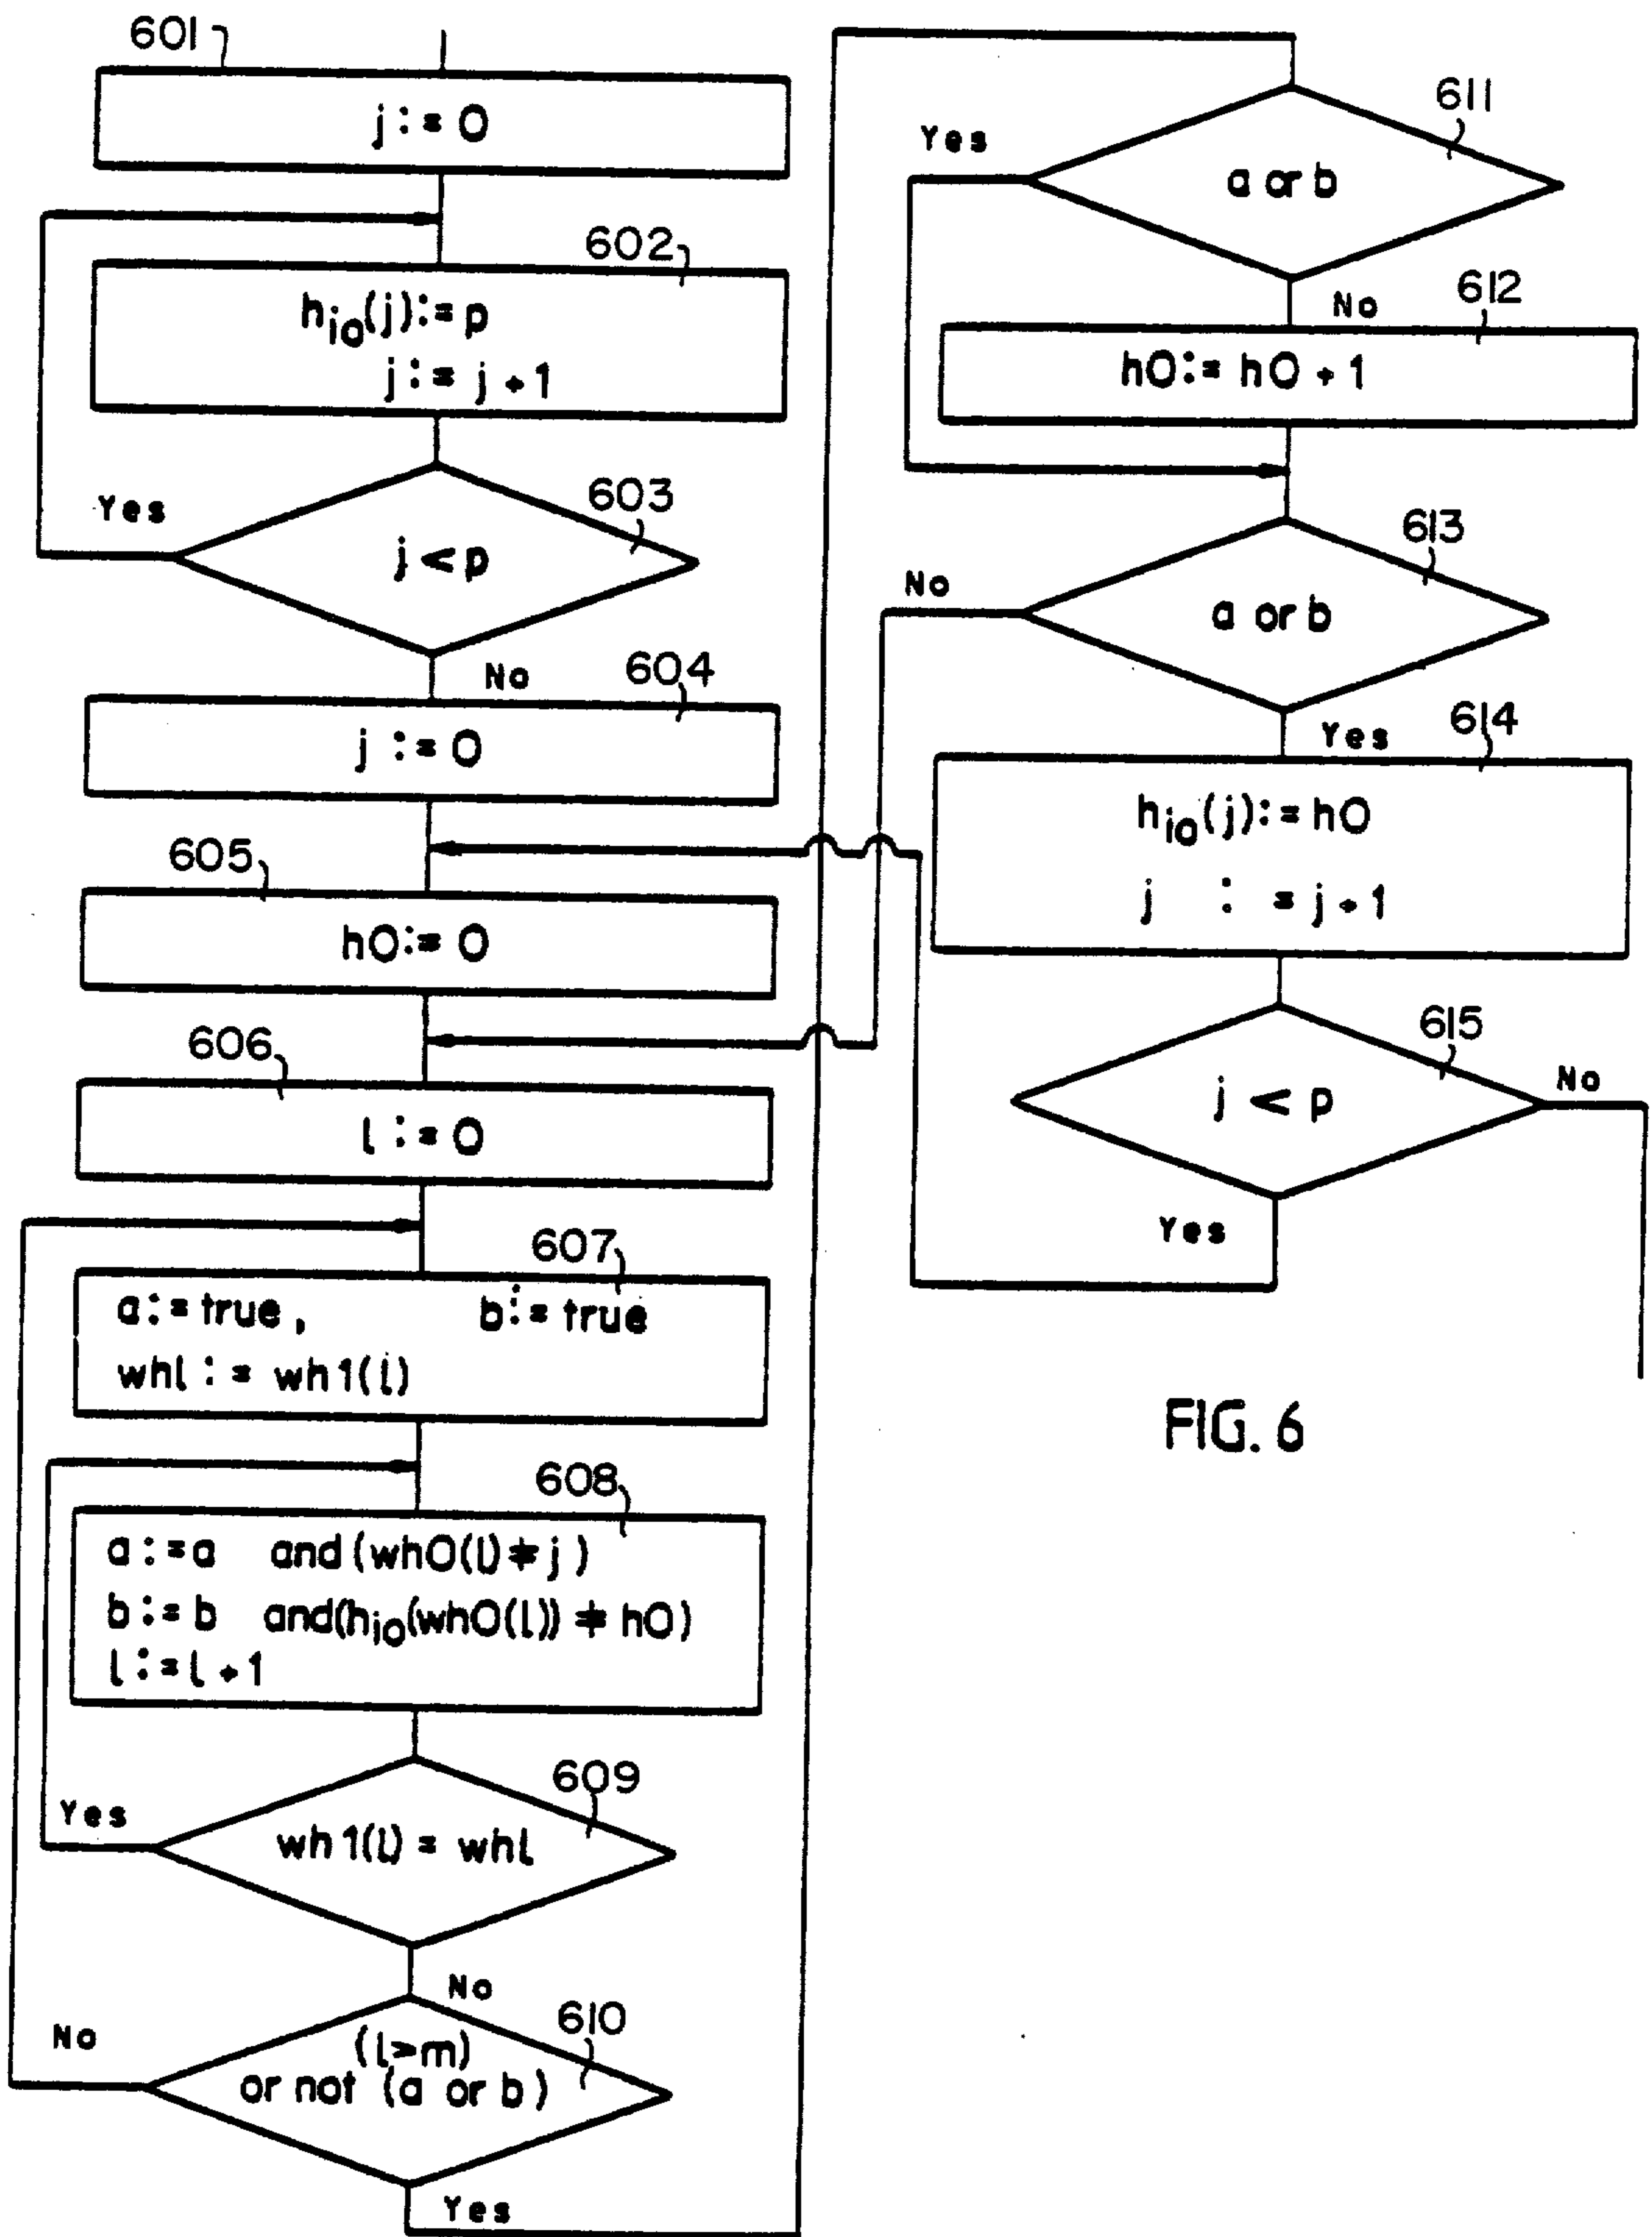 601
j := 0
602
hio(j) := p
j := j + 1
603
Yes
j < p
No
604
j := 0
605
h0 := 0
606
l := 0
607
a := true, b := true
whl := wh1(l)
608
a := a and (wh0(l) ≠ j)
b := b and (hio(wh0(l)) ≠ h0)
l := l + 1
609
Yes
wh1(l) = whl
No
610
No
(l>m)
or not (a or b)
Yes
611
Yes
a or b
No
612
h0 := h0 + 1
613
No
a or b
Yes
614
hio(j) := h0
j := j + 1
615
j < p
No
Yes
FIG. 6